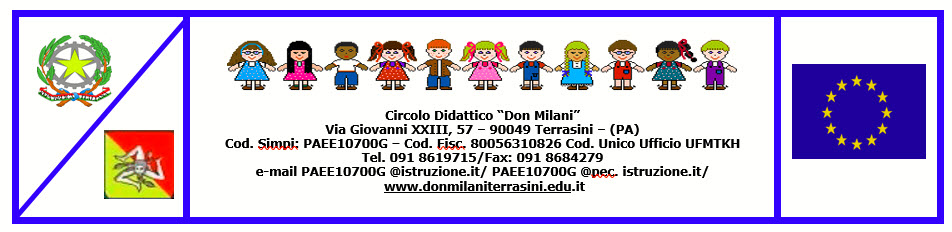 Circolo Didattico “Don Milani”
Via Giovanni XXIII, 57 – 90049 Terrasini – (PA)
Cod. Simpi: PAEE10700G – Cod. Fisc. 80056310826 Cod. Unico Ufficio UFMTKH
Tel. 091 8619715/Fax: 091 8684279
e-mail PAEE10700G @istruzione.it/ PAEE10700G @pec. istruzione.it/
www.donmilaniterrasini.edu.it